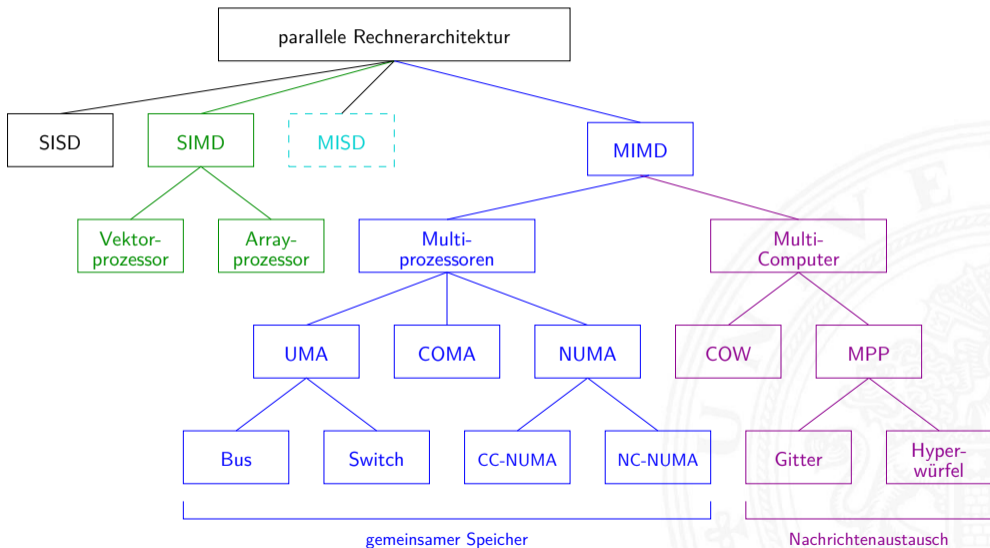 parallele Rechnerarchitektur
SISD
SIMD
MISD
MIMD
Vektor-
prozessor
Array-
prozessor
Multi-
prozessoren
Multi-
Computer
UMA
COMA
NUMA
COW
MPP
Bus
Switch
CC-NUMA
NC-NUMA
Gitter
Hyper-
würfel
gemeinsamer Speicher
Nachrichtenaustausch